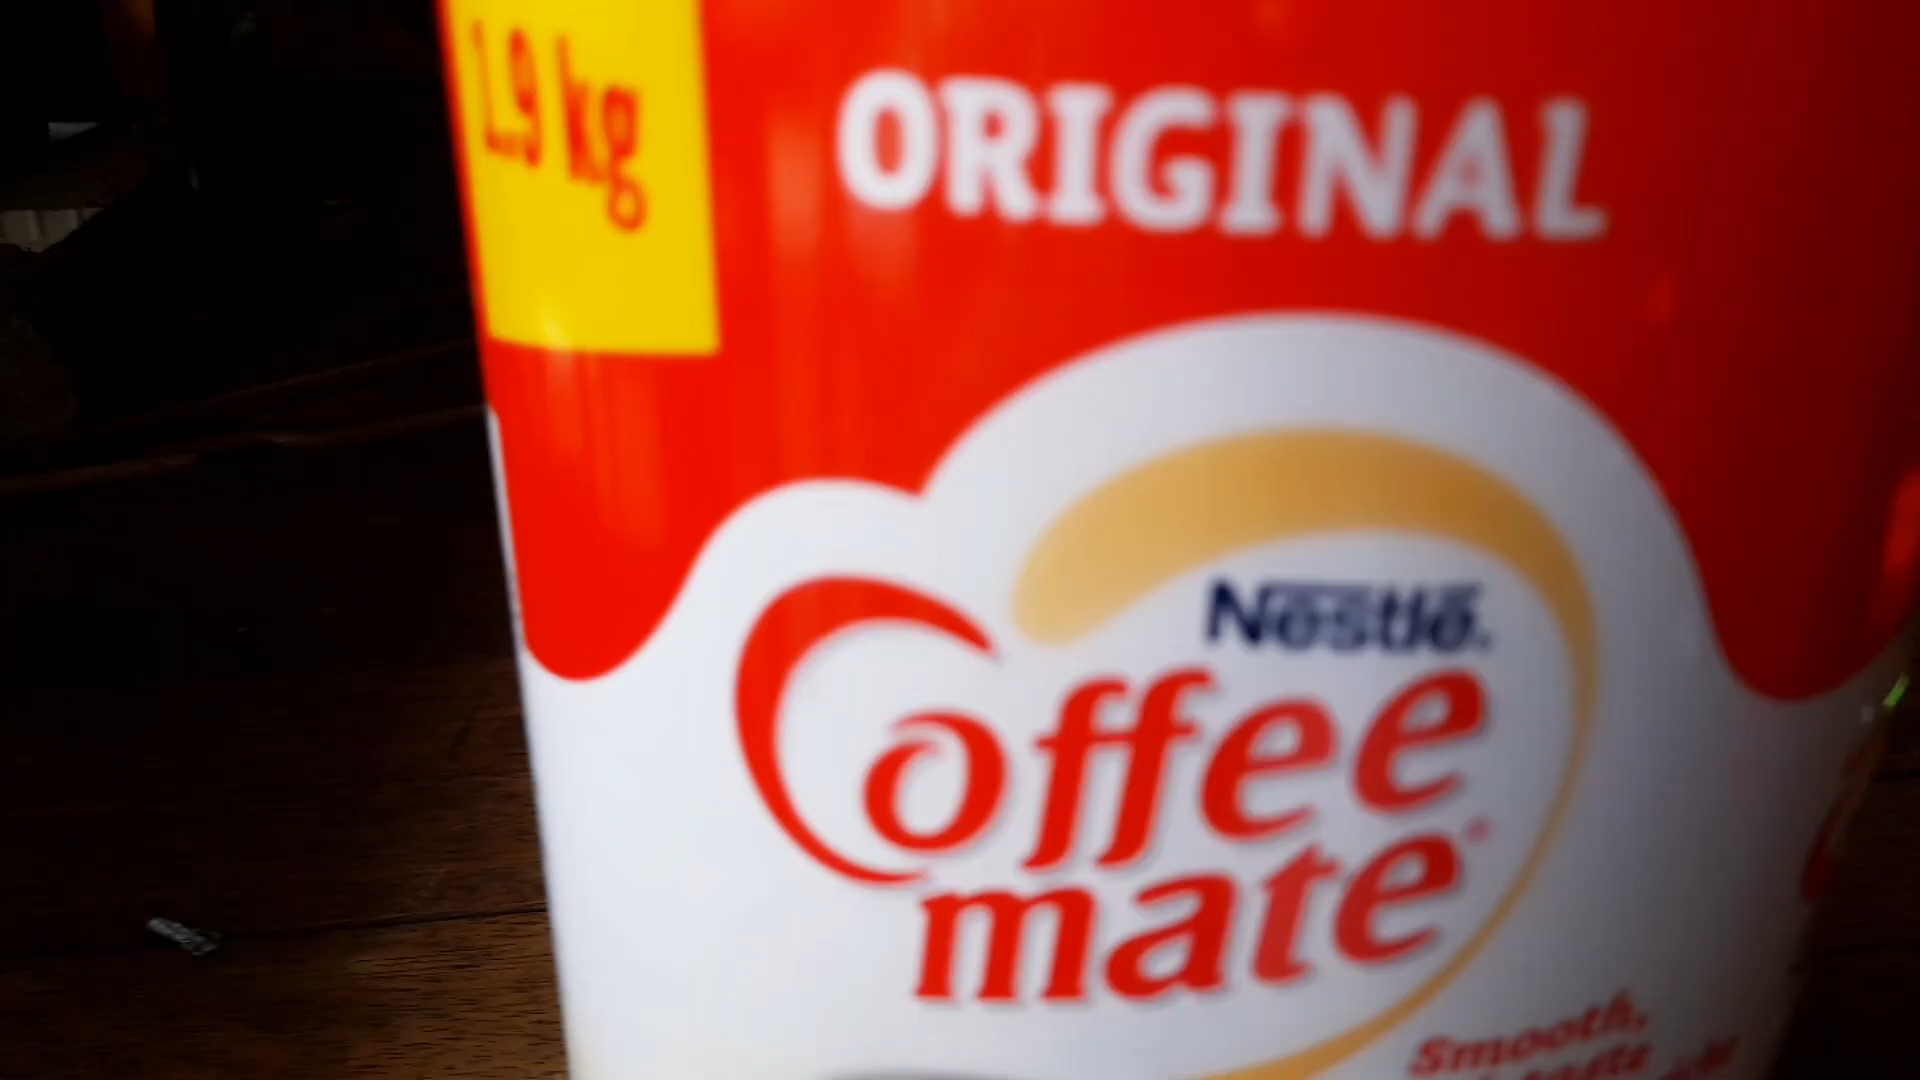 1.9 kg
ORIGINAL
Nestlé.
Coffee
mate®
Smooth,